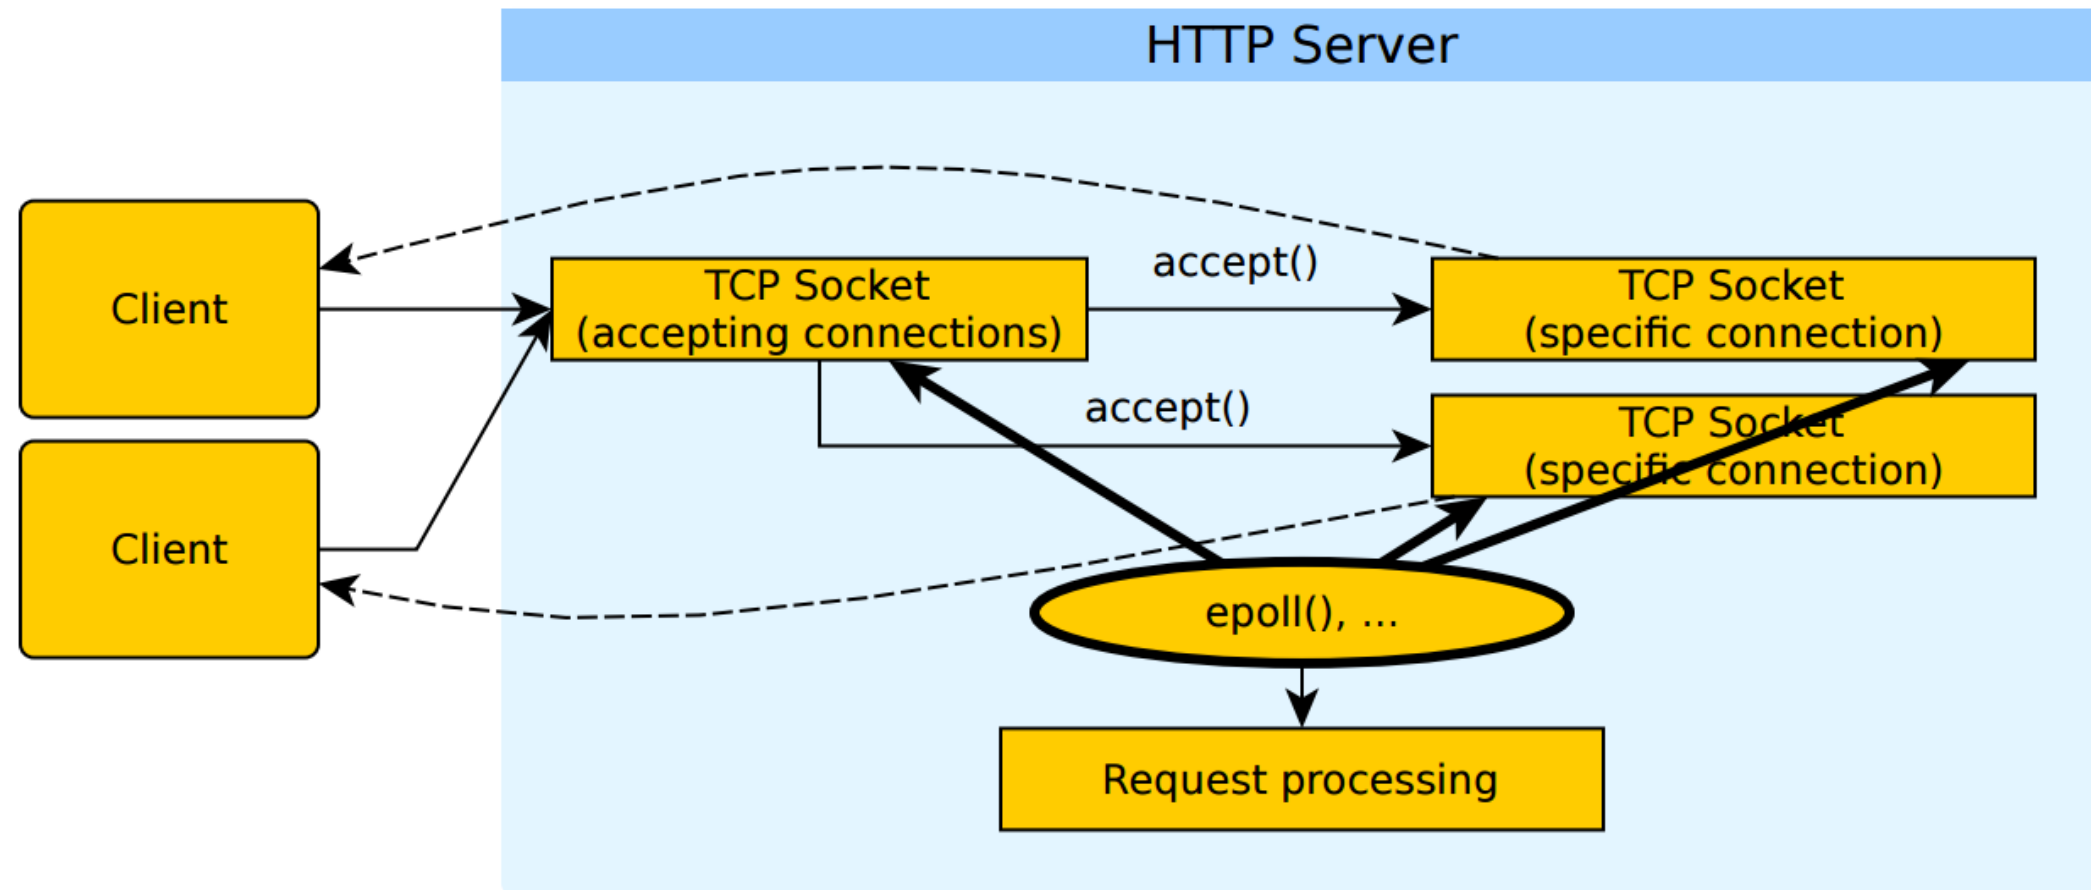 HTTP Server
Client
TCP Socket
(accepting connections)
accept()
TCP Socket
(specific connection)
accept()
TCP Socket
(specific connection)
Client
epoll(), ...
Request processing